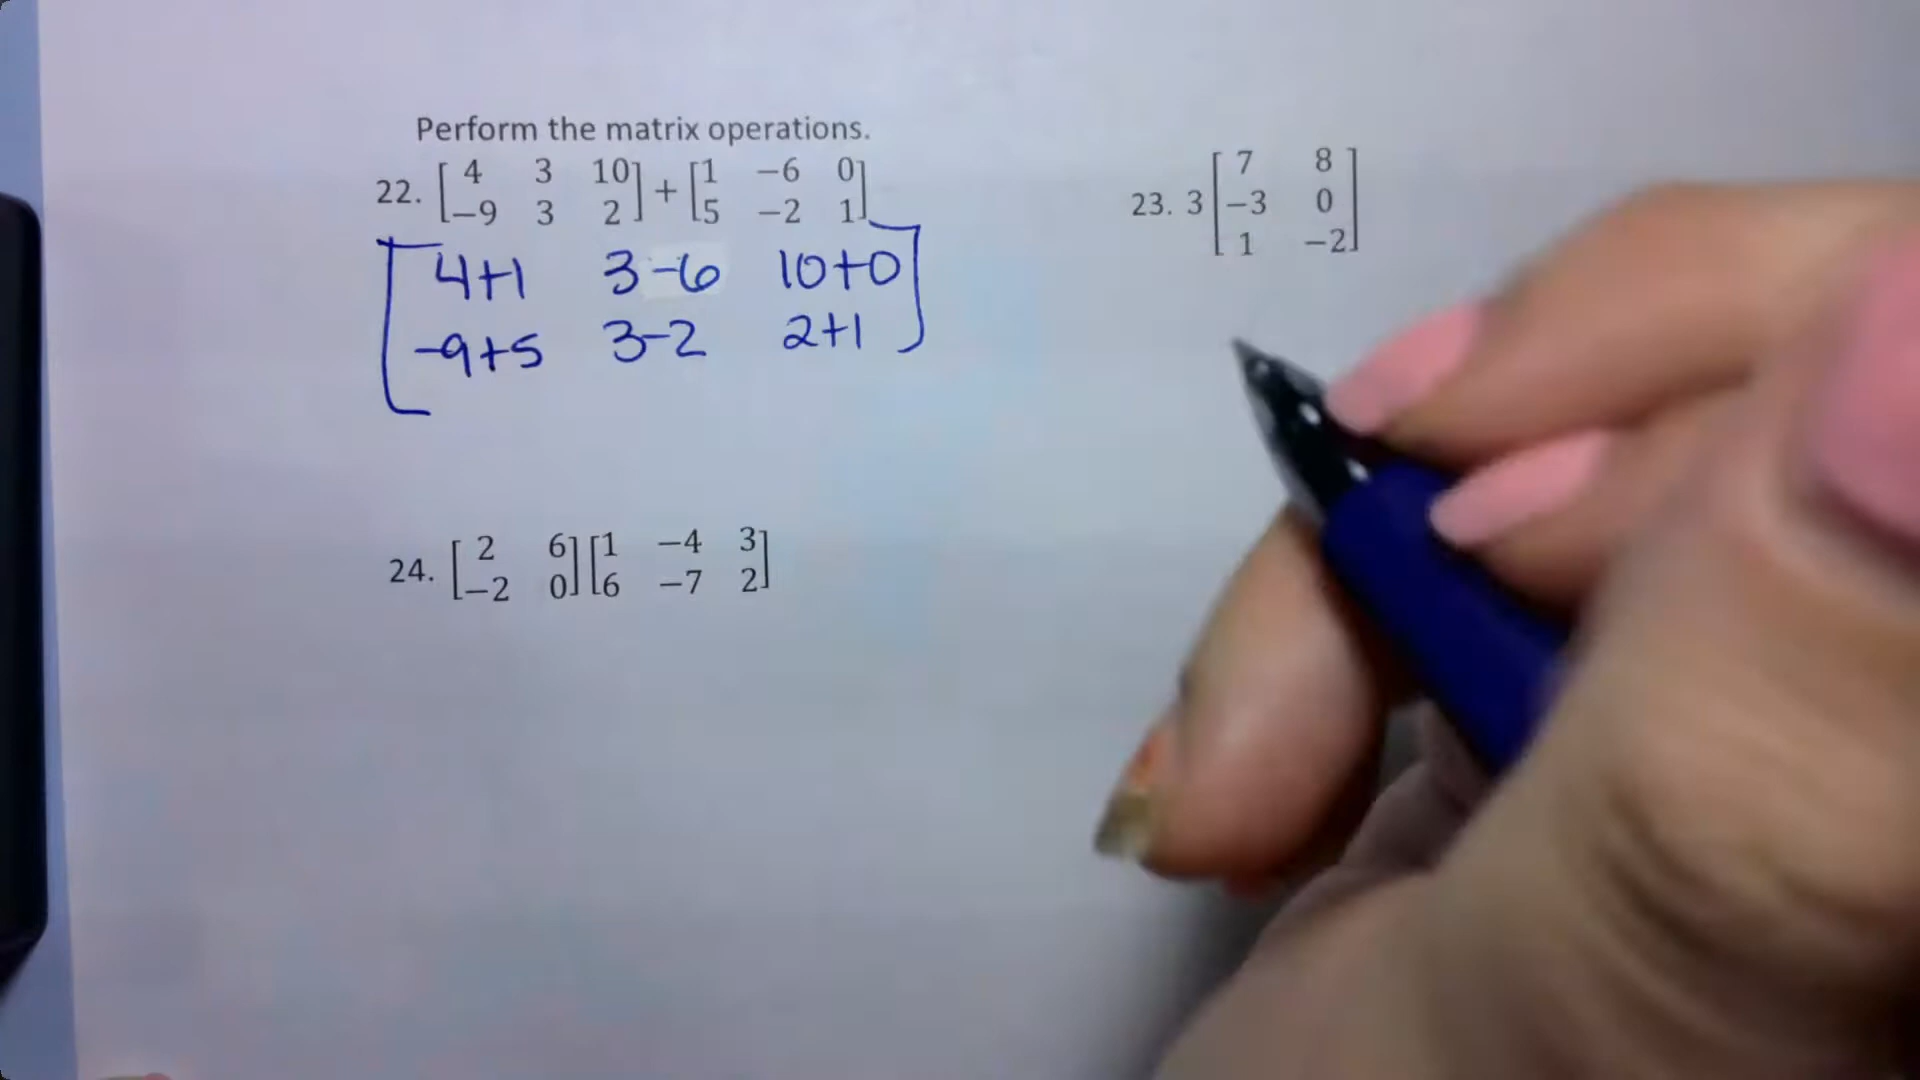 Perform the matrix operations.
22. [4 3 10] + [1 −6 0]
[−9 3 2] [5 −2 1]
4+1 3-6 10+0
-9+5 3-2 2+1
23. 3 [7 8]
[−3 0]
[1 −2]
24. [2 6] [1 −4 3]
[−2 0] [6 −7 2]